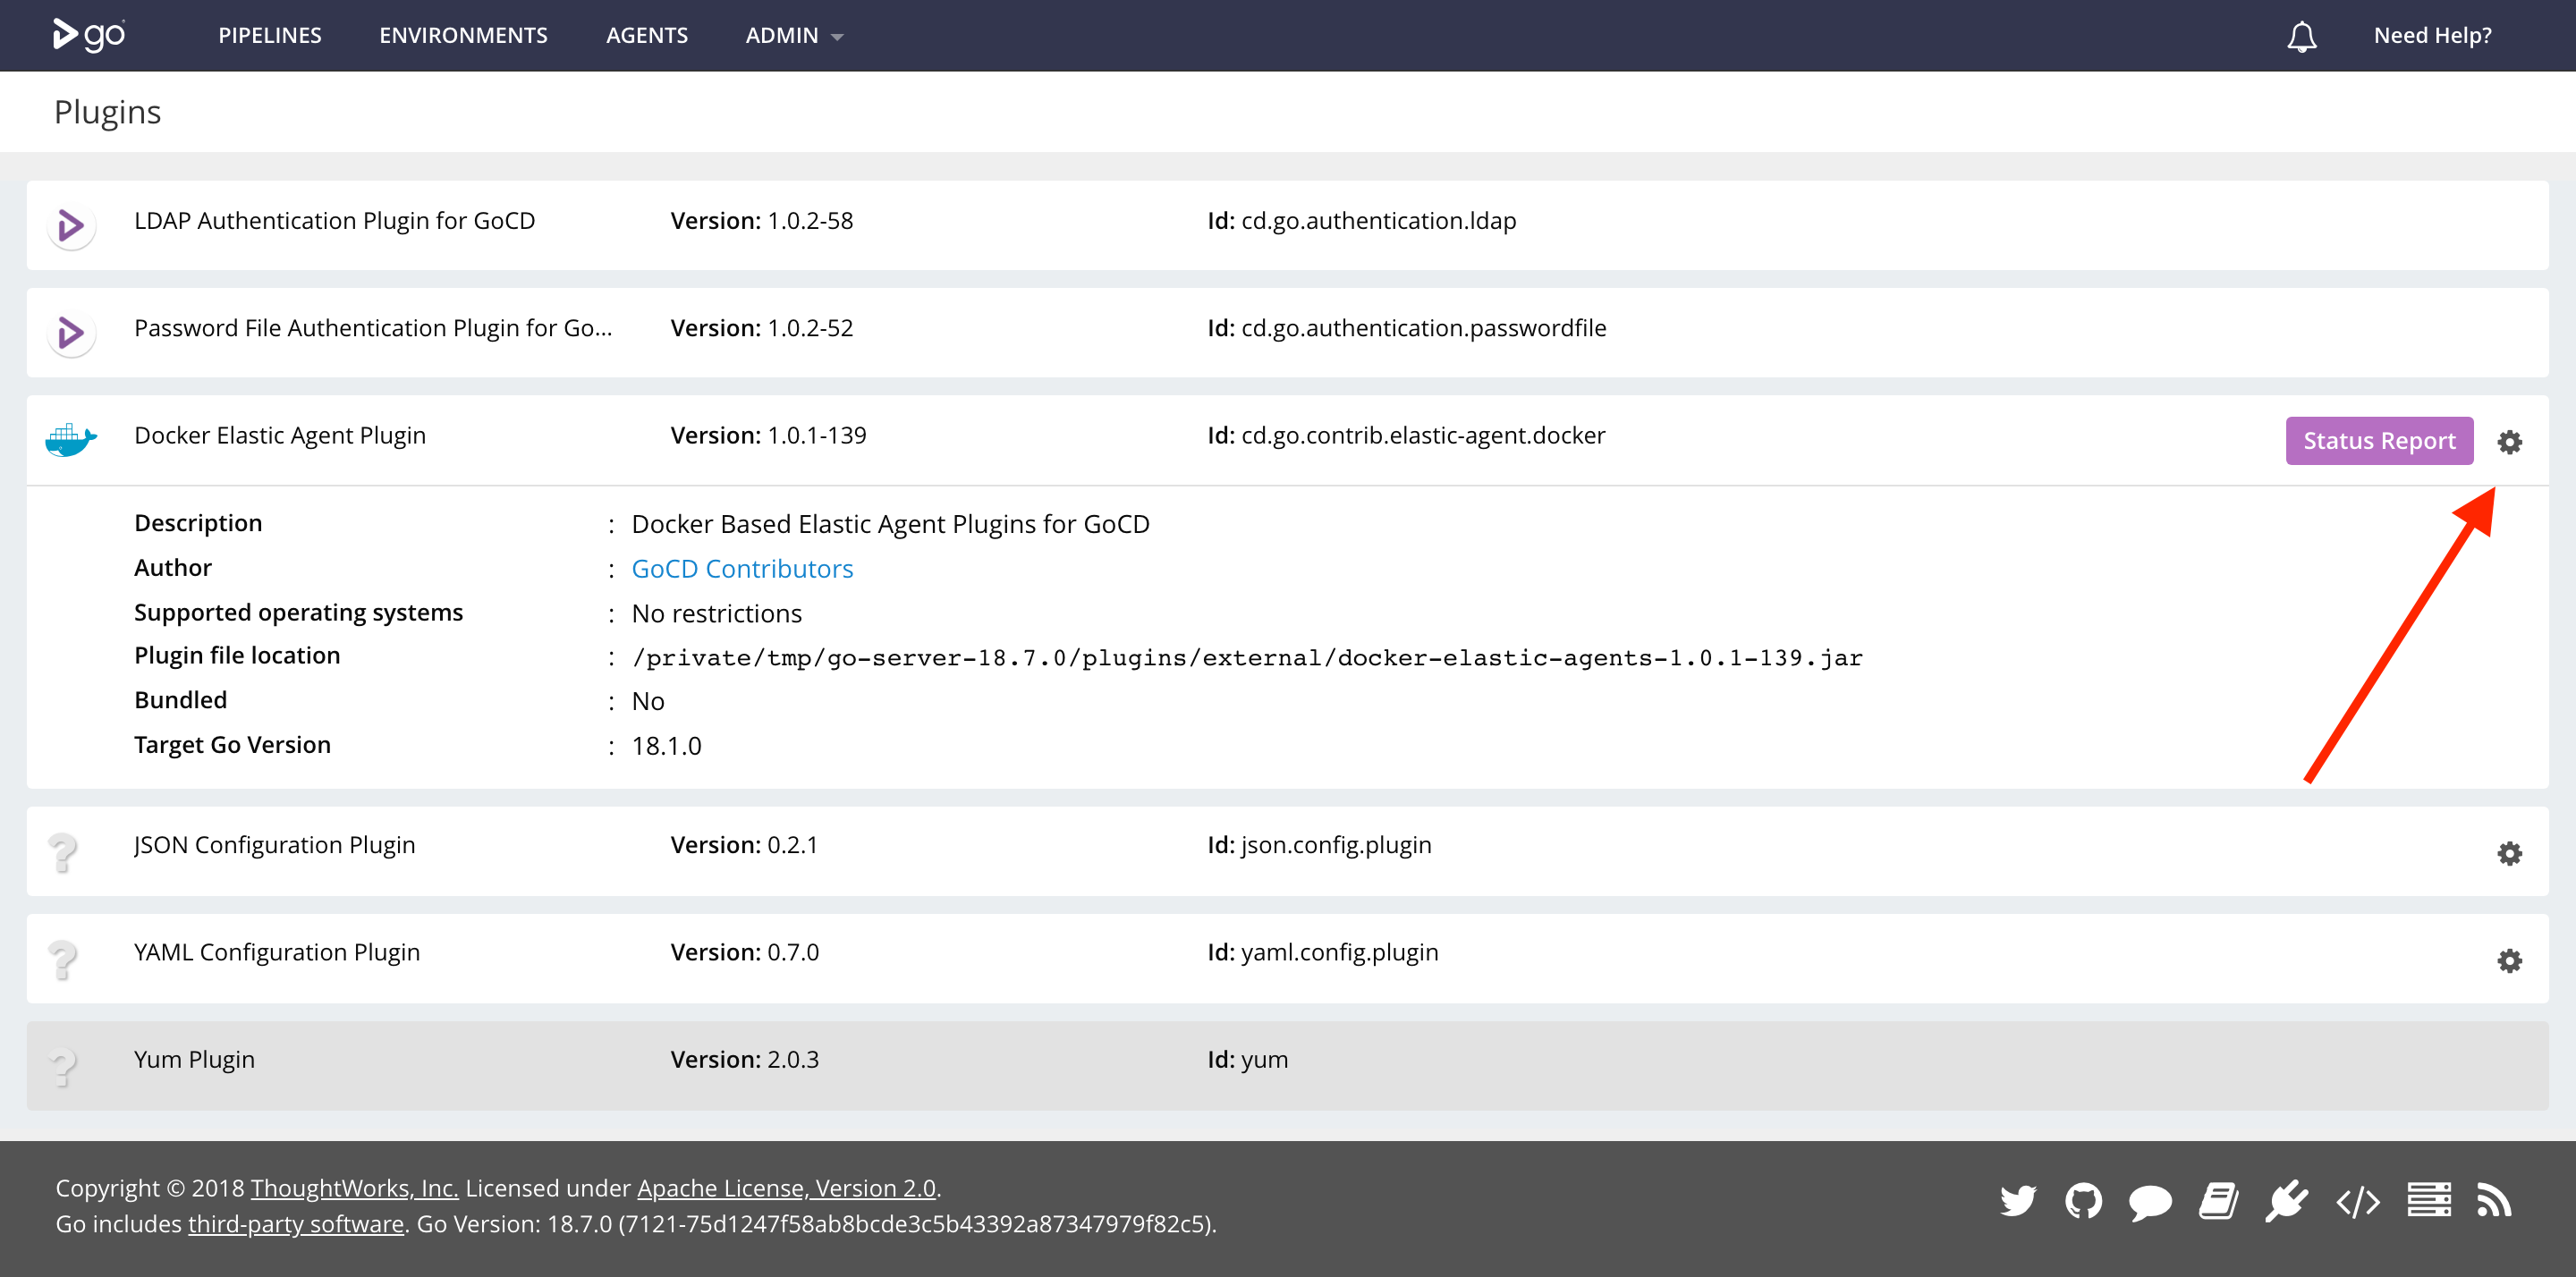 go PIPELINES ENVIRONMENTS AGENTS ADMIN Need Help?
Plugins
LDAP Authentication Plugin for GoCD Version: 1.0.2-58 Id: cd.go.authentication.ldap
Password File Authentication Plugin for Go... Version: 1.0.2-52 Id: cd.go.authentication.passwordfile
Docker Elastic Agent Plugin Version: 1.0.1-139 Id: cd.go.contrib.elastic-agent.docker Status Report
Description : Docker Based Elastic Agent Plugins for GoCD
Author : GoCD Contributors
Supported operating systems : No restrictions
Plugin file location : /private/tmp/go-server-18.7.0/plugins/external/docker-elastic-agents-1.0.1-139.jar
Bundled : No
Target Go Version : 18.1.0
? JSON Configuration Plugin Version: 0.2.1 Id: json.config.plugin
? YAML Configuration Plugin Version: 0.7.0 Id: yaml.config.plugin
? Yum Plugin Version: 2.0.3 Id: yum
Copyright © 2018 ThoughtWorks, Inc. Licensed under Apache License, Version 2.0.
Go includes third-party software. Go Version: 18.7.0 (7121-75d1247f58ab8bcde3c5b43392a87347979f82c5).